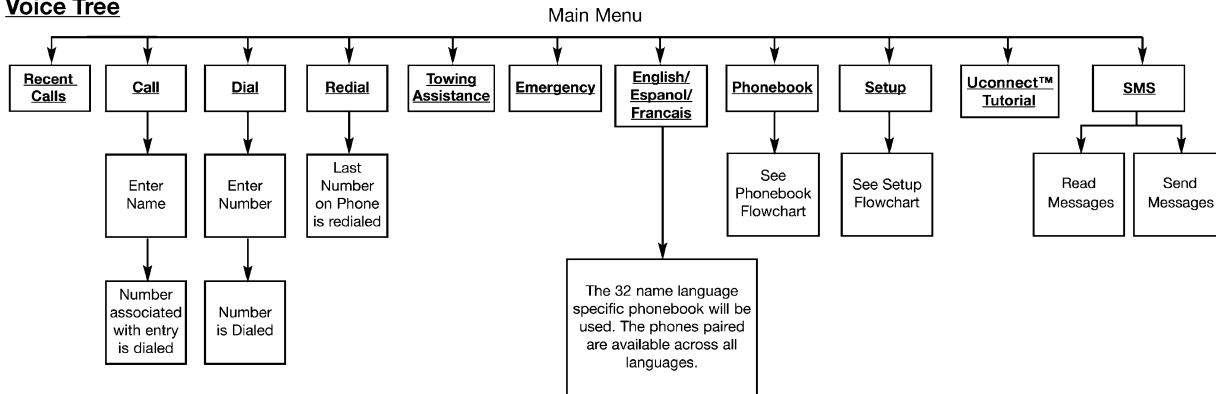 Voice Tree
Main Menu
Recent
Calls
Call
Dial
Redial
Towing
Assistance
Emergency
English/
Espanol/
Francais
Phonebook
Setup
Uconnect™
Tutorial
SMS
Enter
Name
Enter
Number
Last
Number
on Phone
is redialed
See
Phonebook
Flowchart
See Setup
Flowchart
Read
Messages
Send
Messages
Number
associated
with entry
is dialed
Number
is Dialed
The 32 name language
specific phonebook will be
used. The phones paired
are available across all
languages.